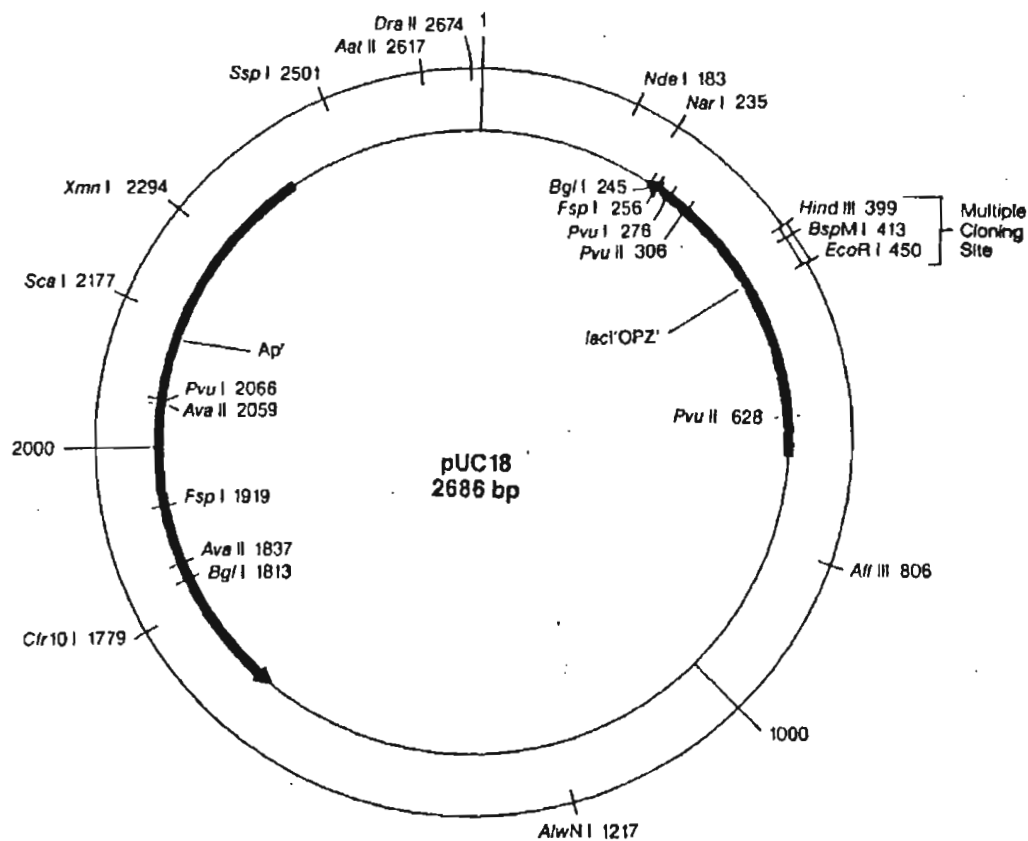 Dra II 2674
1
Aat II 2617
Ssp I 2501
Nde I 183
Nar I 235
Xmn I 2294
Bgl I 245
Fsp I 256
Pvu I 276
Pvu II 306
Hind III 399
BspM I 413
EcoR I 450
Multiple
Cloning
Site
Sca I 2177
lacI'OPZ'
Apʳ
Pvu I 2066
Ava II 2059
Pvu II 628
2000
pUC18
2686 bp
Fsp I 1919
Ava II 1837
Bgl I 1813
Afl III 806
Cfr10 I 1779
1000
AlwN I 1217